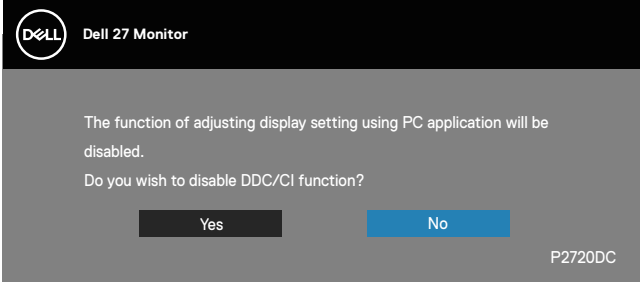 DELL
Dell 27 Monitor
The function of adjusting display setting using PC application will be
disabled.
Do you wish to disable DDC/CI function?
Yes
No
P2720DC